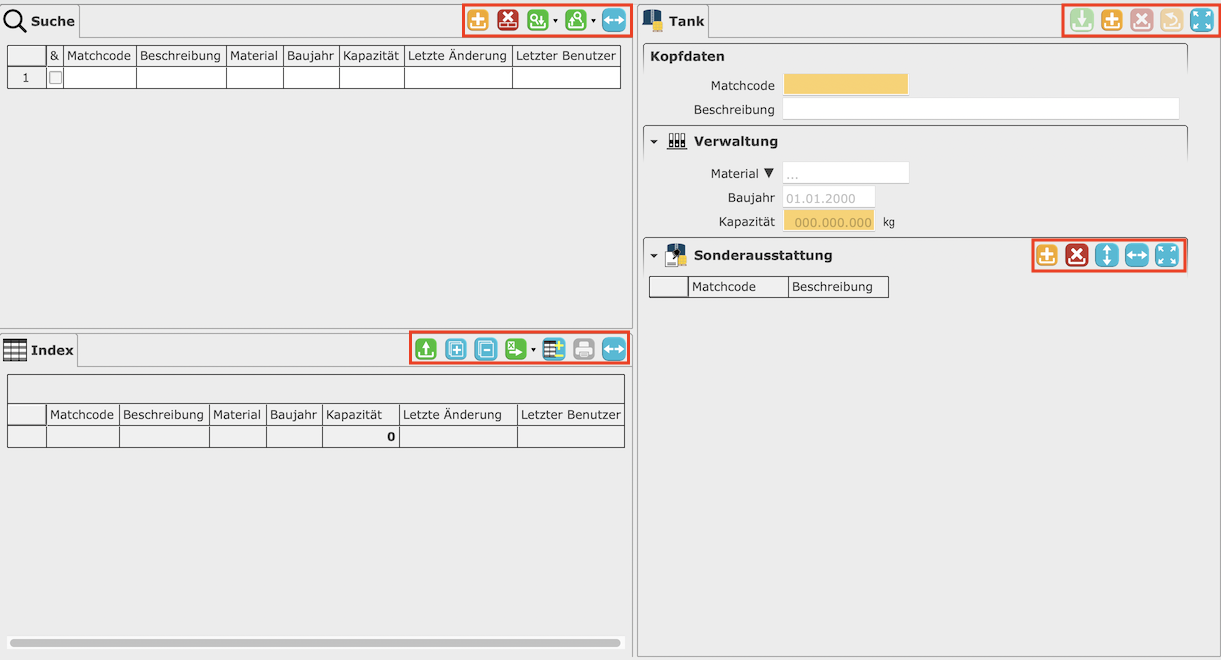 Suche
& Matchcode Beschreibung Material Baujahr Kapazität Letzte Änderung Letzter Benutzer
1
Index
Matchcode Beschreibung Material Baujahr Kapazität Letzte Änderung Letzter Benutzer
0
Tank
Kopfdaten
Matchcode
Beschreibung
Verwaltung
Material ▼ ...
Baujahr 01.01.2000
Kapazität 000.000.000 kg
Sonderausstattung
Matchcode Beschreibung